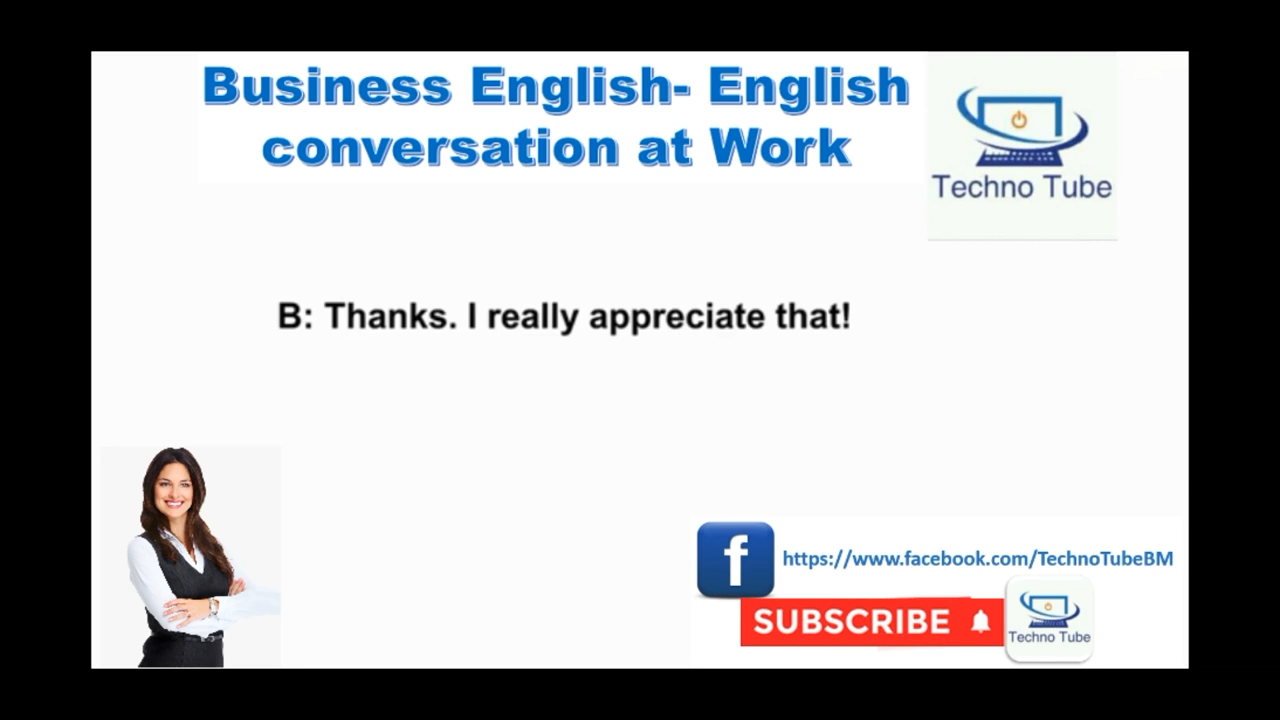 Business English- English
conversation at Work
Techno Tube
B: Thanks. I really appreciate that!
f
https://www.facebook.com/TechnoTubeBM
SUBSCRIBE
Techno Tube